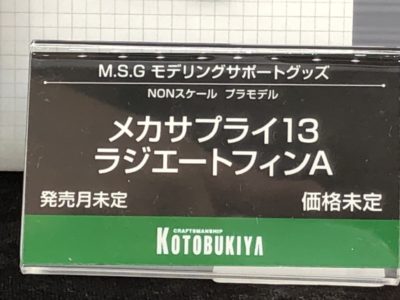 M.S.G モデリングサポートグッズ
NONスケール プラモデル
メカサプライ13
ラジエートフィンA
発売月未定 価格未定
CRAFTSMANSHIP
KOTOBUKIYA